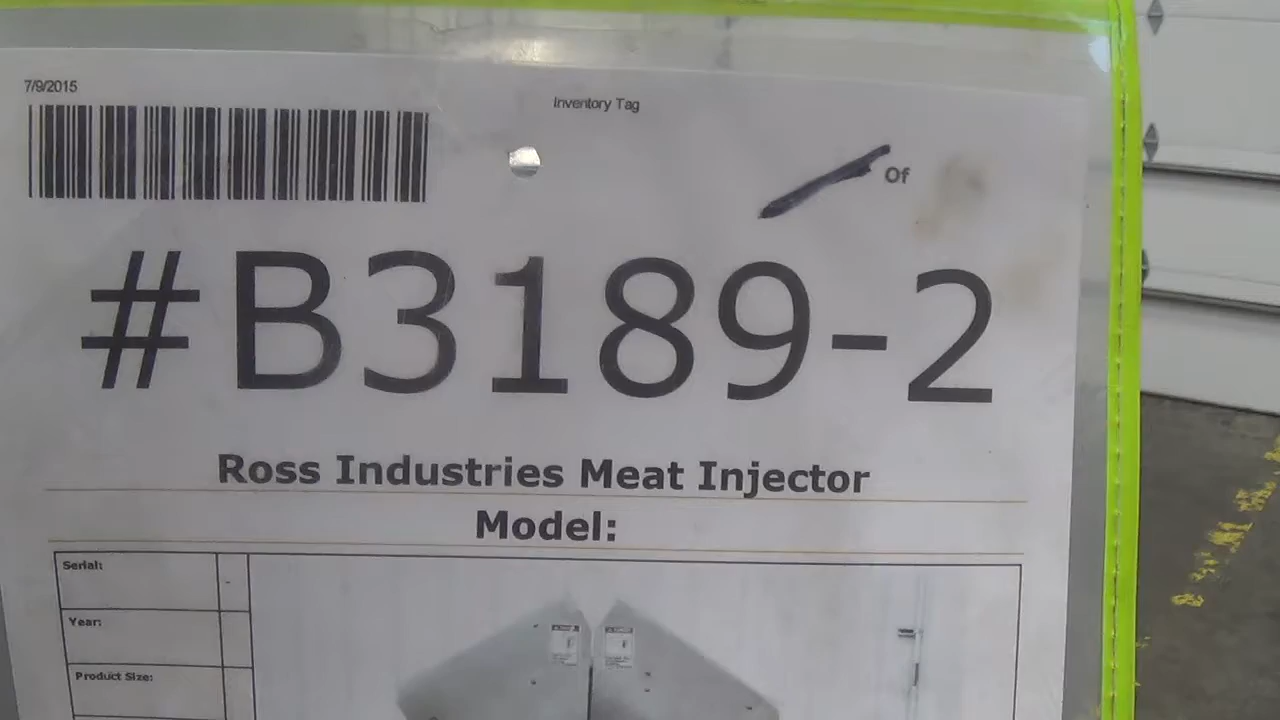 7/9/2015
Inventory Tag
Of
#B3189-2
Ross Industries Meat Injector
Model:
Serial:
-
Year:
Product Size: